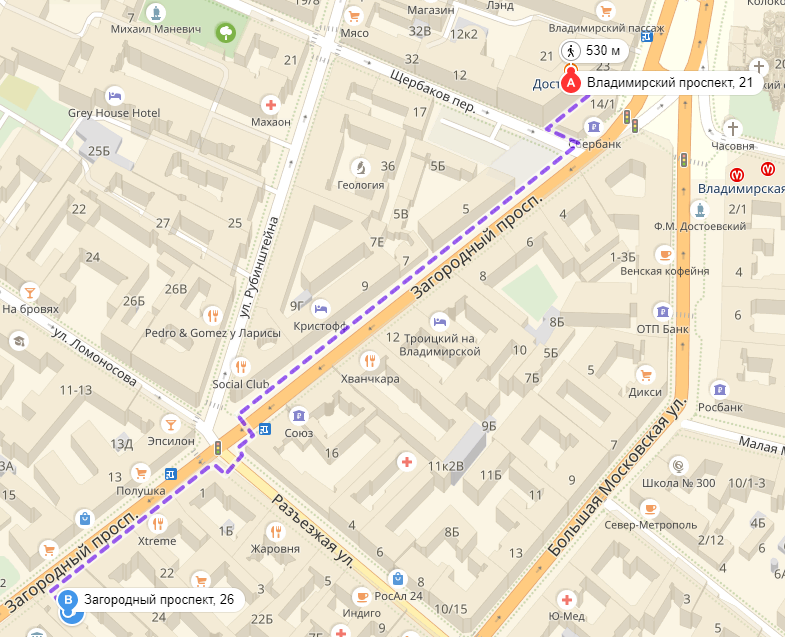 19/8
Магазин
Лэнд
Михаил Маневич
Мясо
32В
12к2
Владимирский пассаж
530 м
21
23
32
12
Щербаков пер.
Дост
A
Владимирский проспект, 21
14/1
Grey House Hotel
Махаон
17
Сбербанк
Часовня
25Б
36
5Б
Геология
Владимирская
2/1
22
27
25
5В
5
4
Ф.М. Достоевский
7Е
6
24
7
1-3Б
Венская кофейня
4
Загородный просп.
8
ул. Рубинштейна
26В
26Б
9
9Г
6
На бровях
Кристофф
8Б
ОТП Банк
Pedro & Gomez у Ларисы
12
Троицкий на
Владимирской
10
5Б
ул. Ломоносова
5
Social Club
Хванчкара
7Б
Дикси
11-13
7
Росбанк
Эпсилон
Союз
9Б
Большая Московская ул.
13Д
16
Малая М
3А
13
11к2В
11Б
9
Школа № 300
10/1-3
15
Полушка
1
11
Загородный просп.
Разъезжая ул.
Север-Метрополь
4Б
Xtreme
1Б
Жаровня
4
8Б
2/12
6
13
6А
22
3
РосАл 24
B
Загородный проспект, 26
24
22Б
Индиго
10/15
Ю-Мед